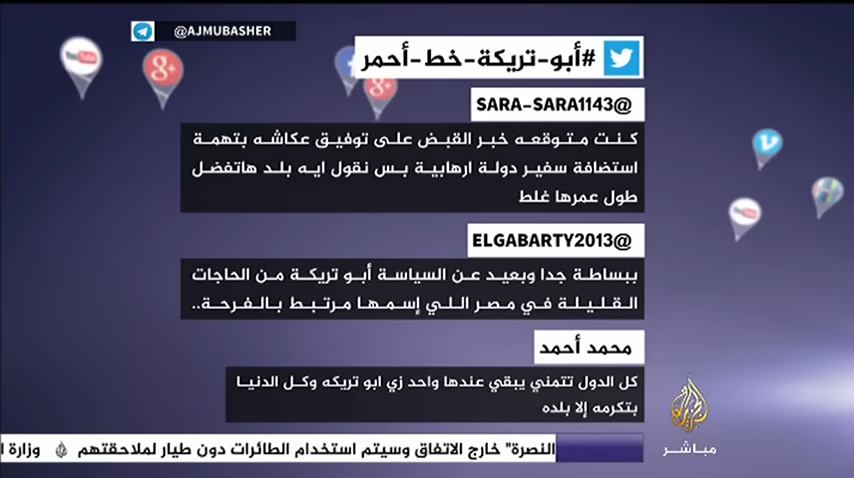 @AJMUBASHER
#أبو-تريكة-خط-أحمر
SARA-SARA1143@
كنت متوقعه خبر القبض على توفيق عكاشه بتهمة
استضافة سفير دولة ارهابية بس نقول ايه بلد هاتفضل
طول عمرها غلط
ELGABARTY2013@
ببساطة جدا وبعيد عن السياسة أبو تريكة من الحاجات
القليلة في مصر اللي إسمها مرتبط بالفرحة..
محمد أحمد
كل الدول تتمني يبقي عندها واحد زي ابو تريكه وكل الدنيا
بتكرمه إلا بلده
الجزيرة
مباشر
النصرة" خارج الاتفاق وسيتم استخدام الطائرات دون طيار لملاحقتهم وزارة ا
YouTube
g+
YouTube